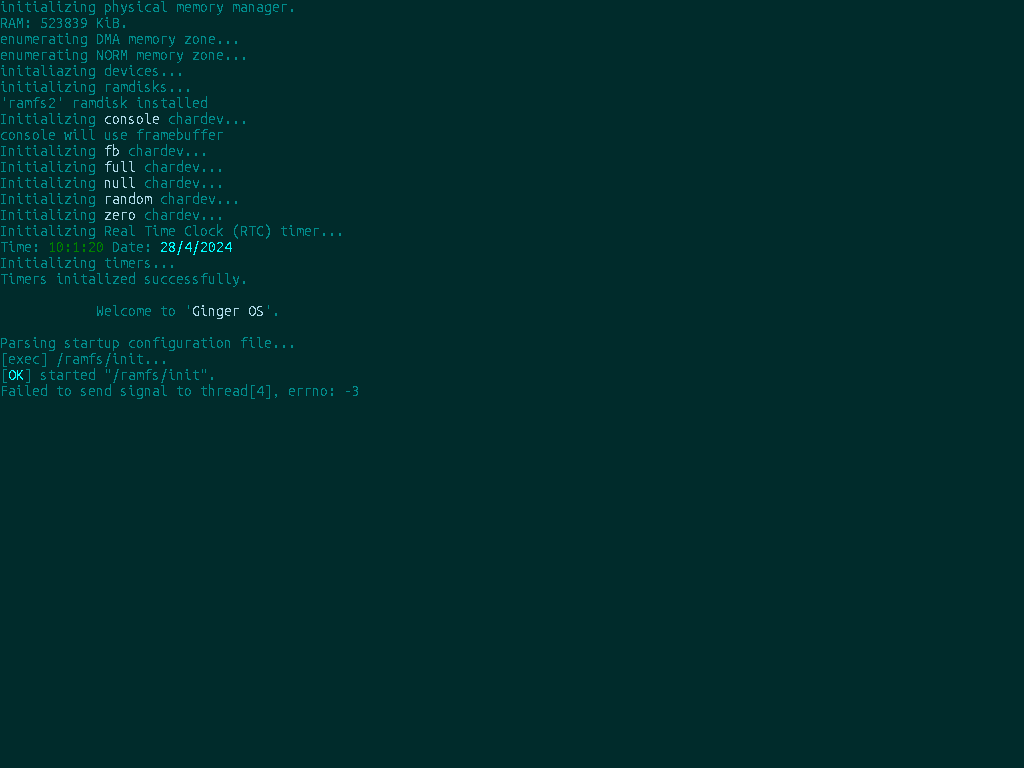 initializing physical memory manager.
RAM: 523839 KiB.
enumerating DMA memory zone...
enumerating NORM memory zone...
initaliazing devices...
initializing ramdisks...
'ramfs2' ramdisk installed
Initializing console chardev...
console will use framebuffer
Initializing fb chardev...
Initializing full chardev...
Initializing null chardev...
Initializing random chardev...
Initializing zero chardev...
Initializing Real Time Clock (RTC) timer...
Time: 10:1:20 Date: 28/4/2024
Initializing timers...
Timers initalized successfully.
Welcome to 'Ginger OS'.
Parsing startup configuration file...
[exec] /ramfs/init...
[OK] started "/ramfs/init".
Failed to send signal to thread[4], errno: -3